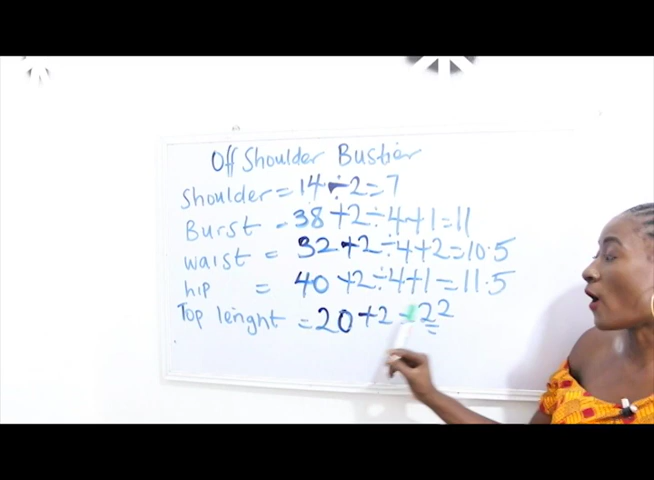 Off Shoulder Bustier
Shoulder = 14 ÷ 2 = 7
Burst = 38 + 2 ÷ 4 + 1 = 11
waist = 32 + 2 ÷ 4 + 2 = 10.5
hip = 40 + 2 ÷ 4 + 1 = 11.5
Top lenght = 20 + 2 = 22